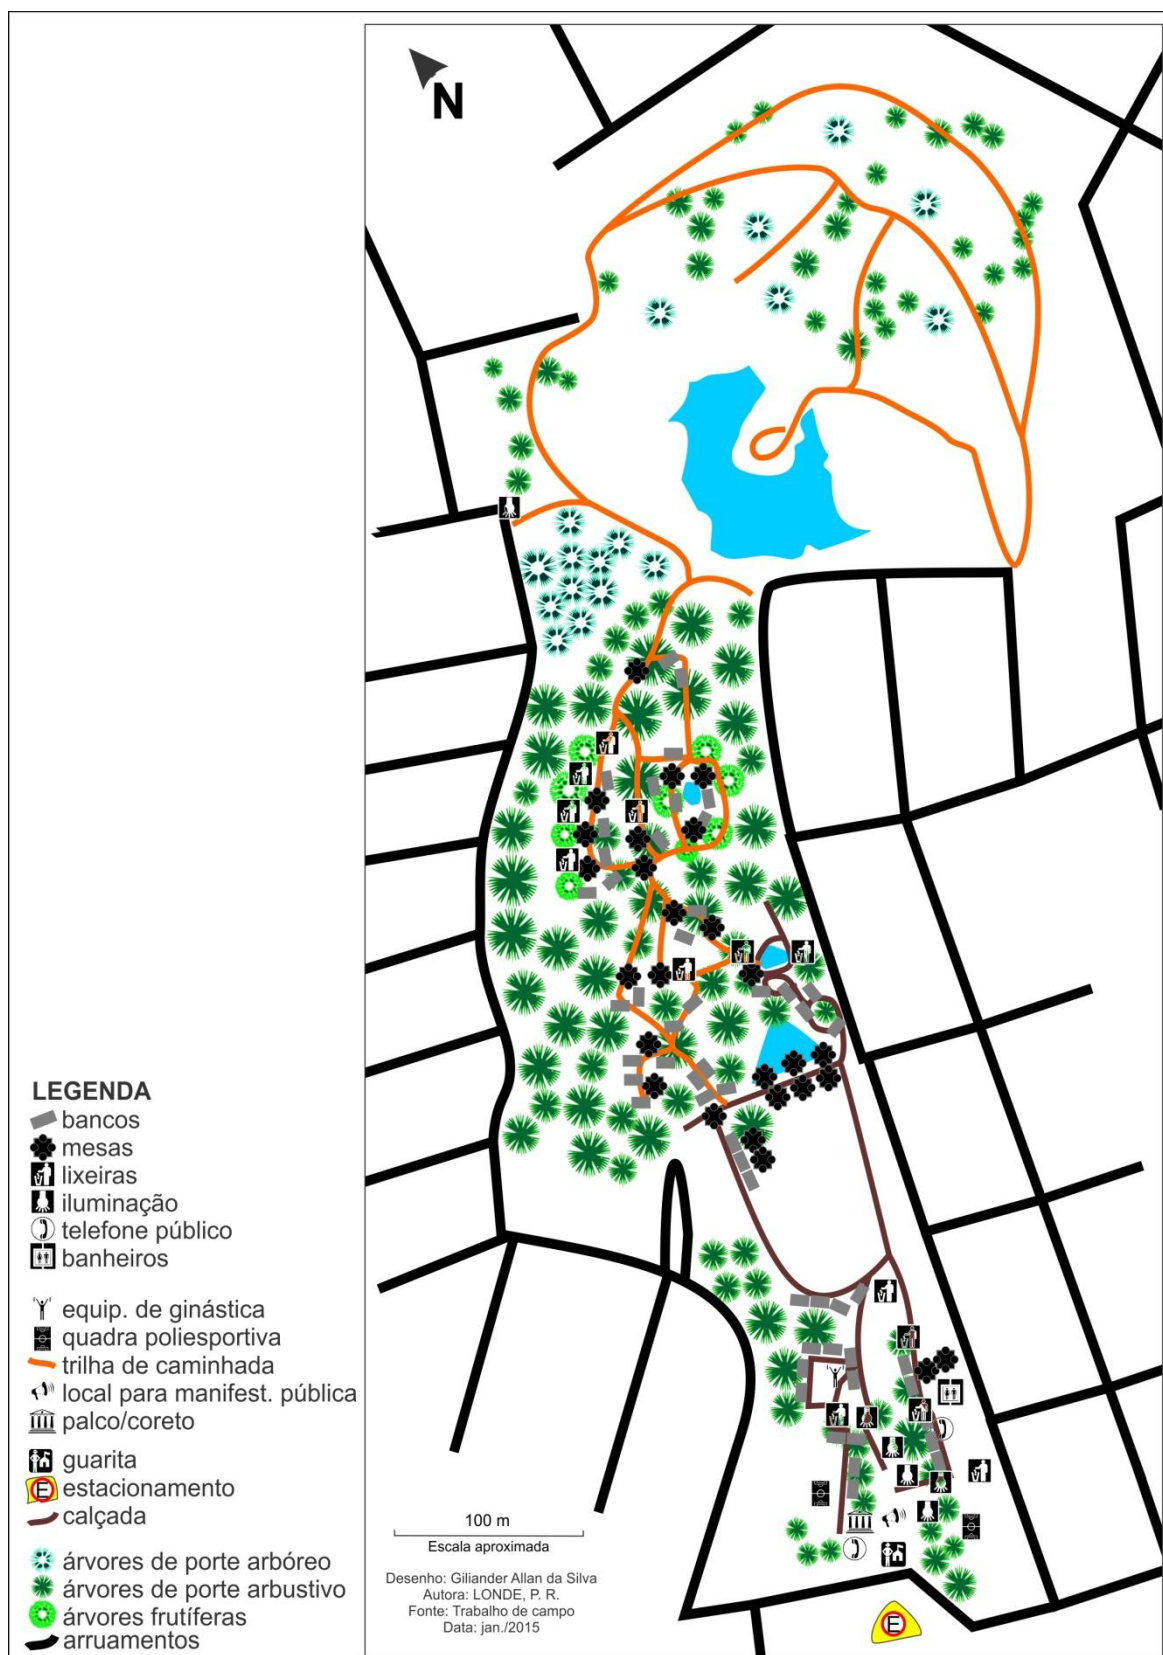 N
LEGENDA
bancos
mesas
lixeiras
iluminação
telefone público
banheiros
equip. de ginástica
quadra poliesportiva
trilha de caminhada
local para manifest. pública
palco/coreto
guarita
E estacionamento
calçada
árvores de porte arbóreo
árvores de porte arbustivo
árvores frutíferas
arruamentos
100 m
Escala aproximada
Desenho: Giliander Allan da Silva
Autora: LONDE, P. R.
Fonte: Trabalho de campo
Data: jan./2015
E